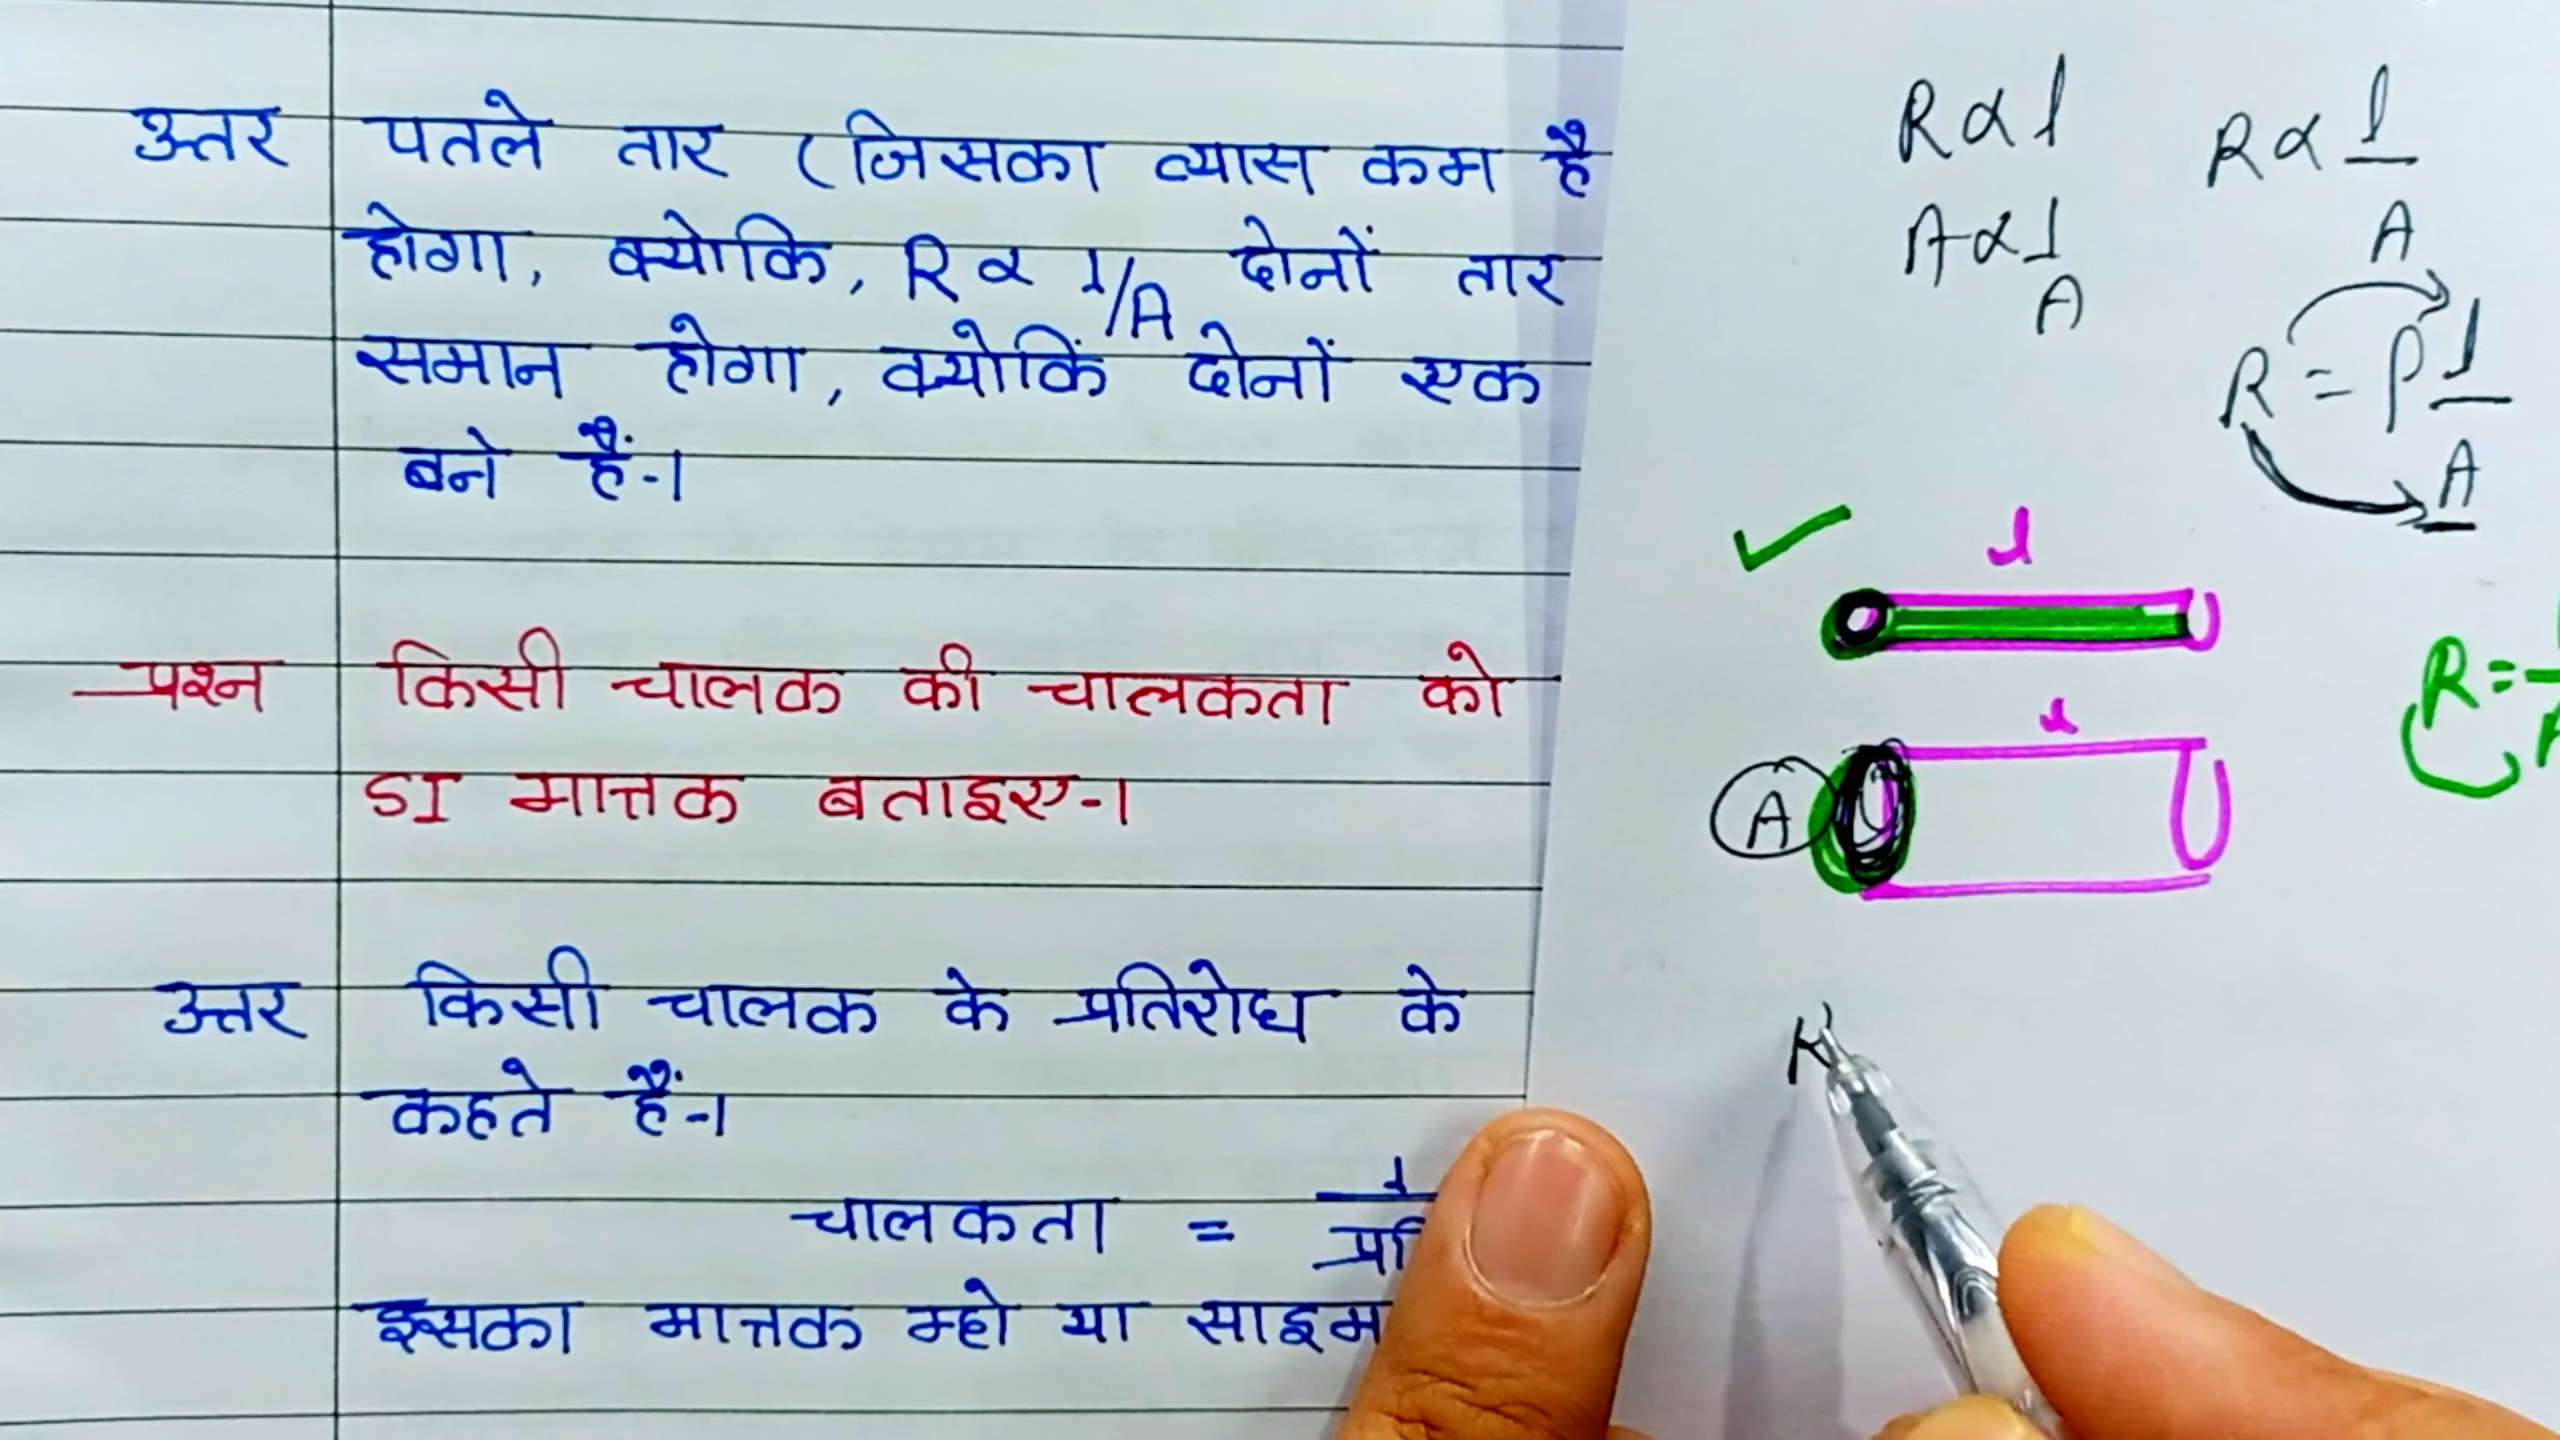 उत्तर पतले तार (जिसका व्यास कम है
होगा, क्योकि, R ∝ 1/A दोनों तार
समान होगा, क्योकिं दोनों एक
बने हैं-।
प्रश्न किसी चालक की चालकता को
SI मात्तक बताइए-।
उत्तर किसी चालक के प्रतिरोध के
कहते हैं-।
चालकता = 1/प्रति
इसका मात्तक म्हो या साइम
R ∝ l
A ∝ 1/A
R ∝ l/A
R = ρ l/A
l
R =
l
A
R